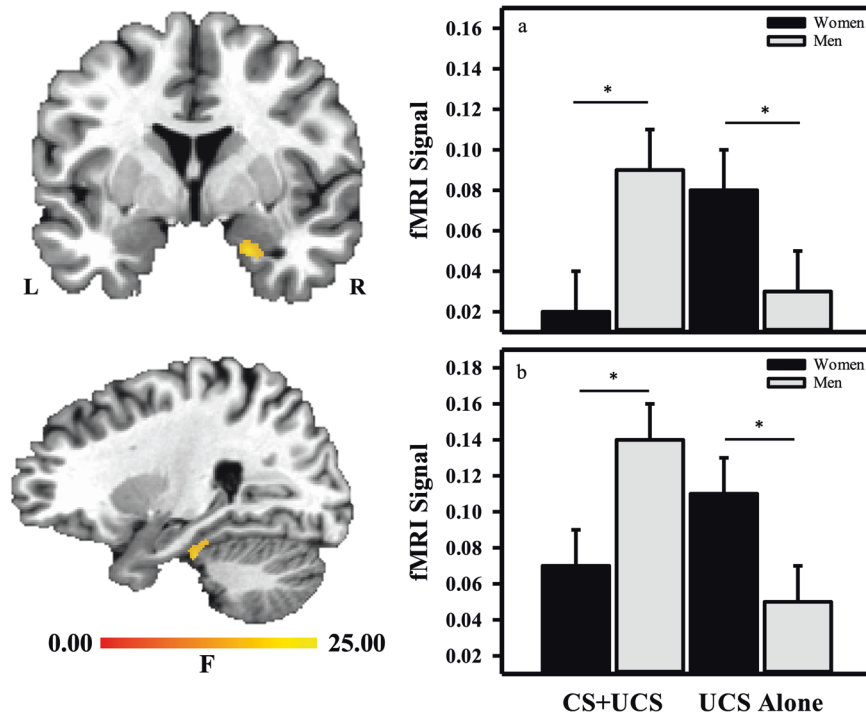 L
R
0.00
25.00
F
a
Women
Men
0.16
0.14
0.12
0.10
0.08
0.06
0.04
0.02
fMRI Signal
*
*
b
Women
Men
0.18
0.16
0.14
0.12
0.10
0.08
0.06
0.04
0.02
fMRI Signal
*
*
CS+UCS
UCS Alone